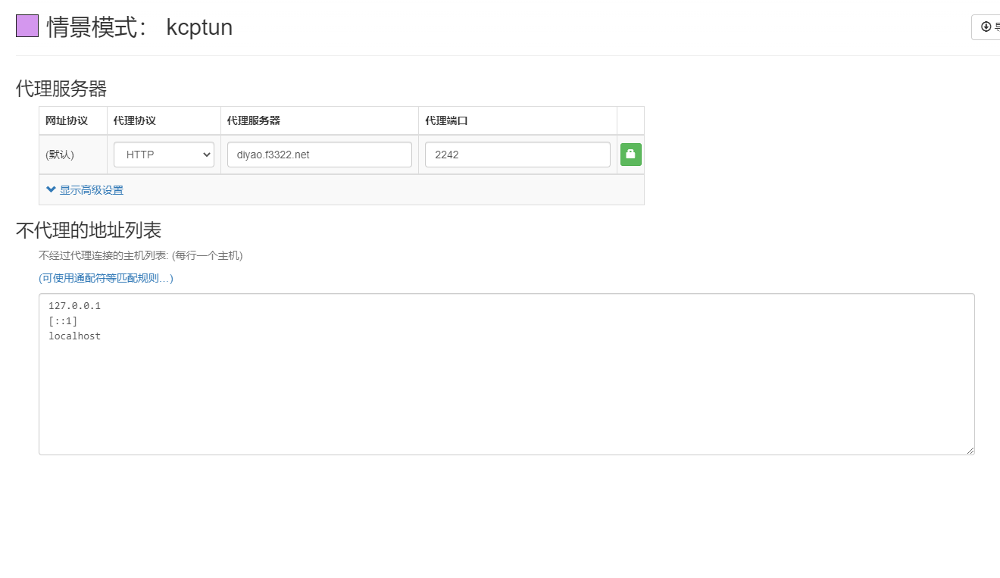 情景模式： kcptun
代理服务器
网址协议 代理协议 代理服务器 代理端口
(默认) HTTP diyao.f3322.net 2242
显示高级设置
不代理的地址列表
不经过代理连接的主机列表: (每行一个主机)
(可使用通配符等匹配规则…)
127.0.0.1
[::1]
localhost